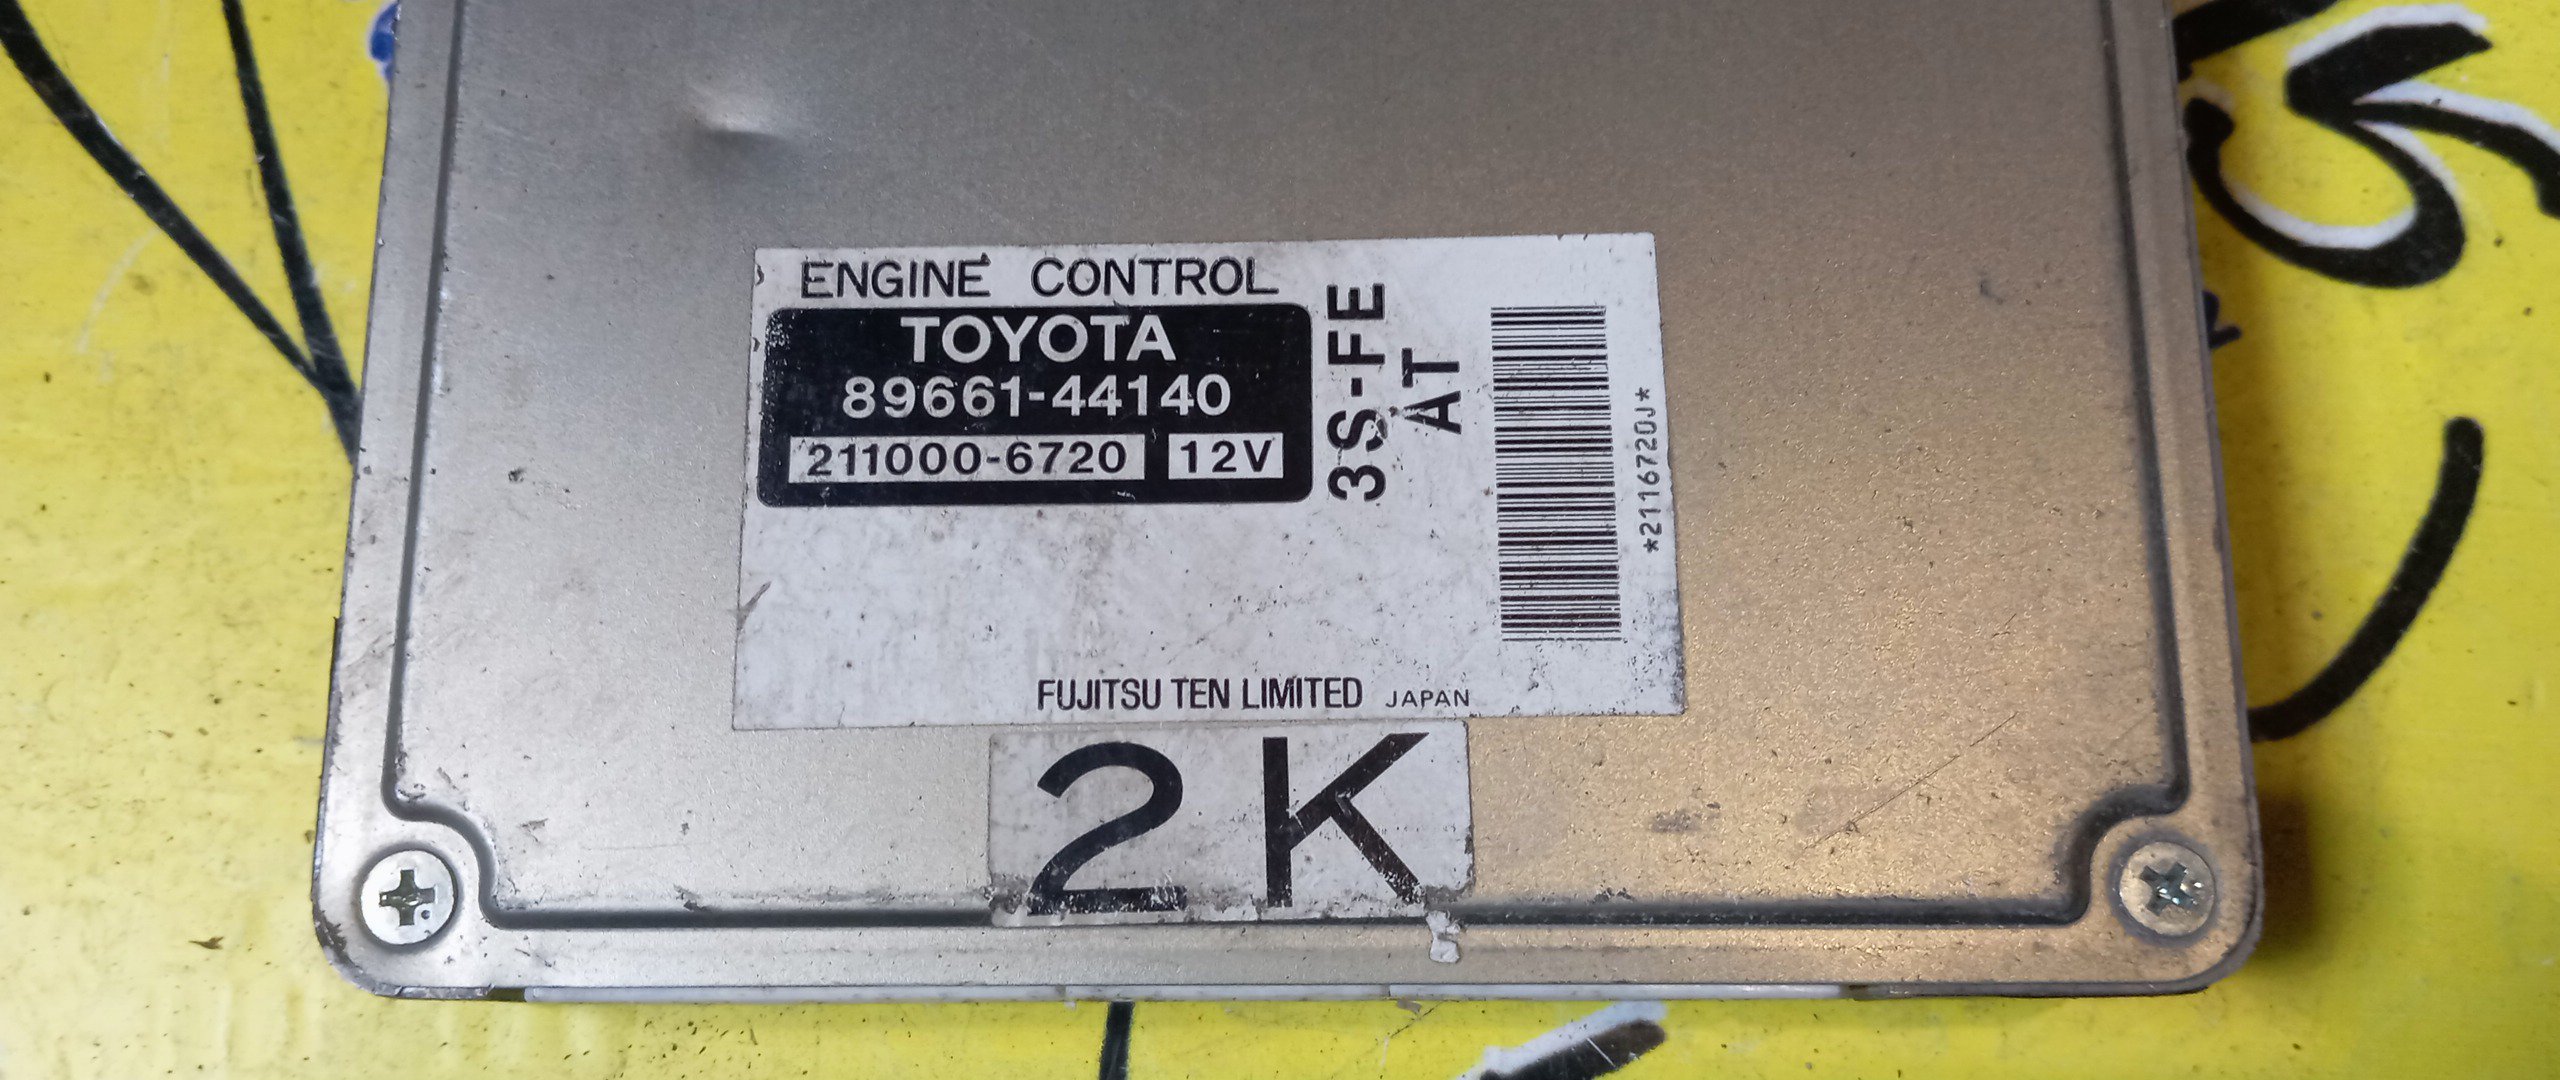 ENGINE CONTROL
TOYOTA
89661-44140
211000-6720 12V
3S-FE
AT
*2116720J*
FUJITSU TEN LIMITED JAPAN
2K